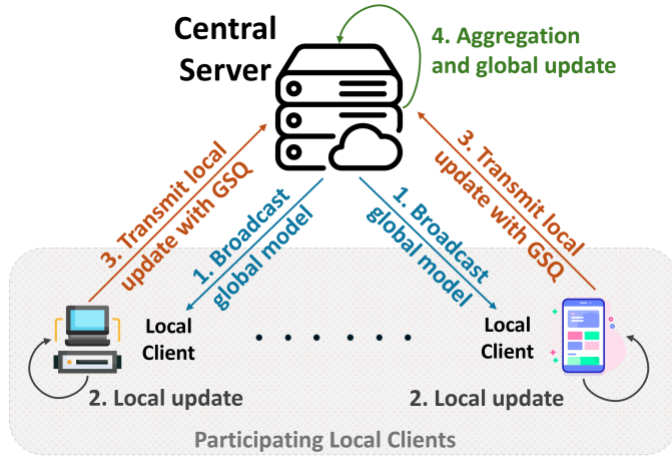 Central
Server
4. Aggregation
and global update
3. Transmit local
update with GSQ
1. Broadcast
global model
1. Broadcast
global model
3. Transmit local
update with GSQ
Local
Client
Local
Client
2. Local update
2. Local update
Participating Local Clients